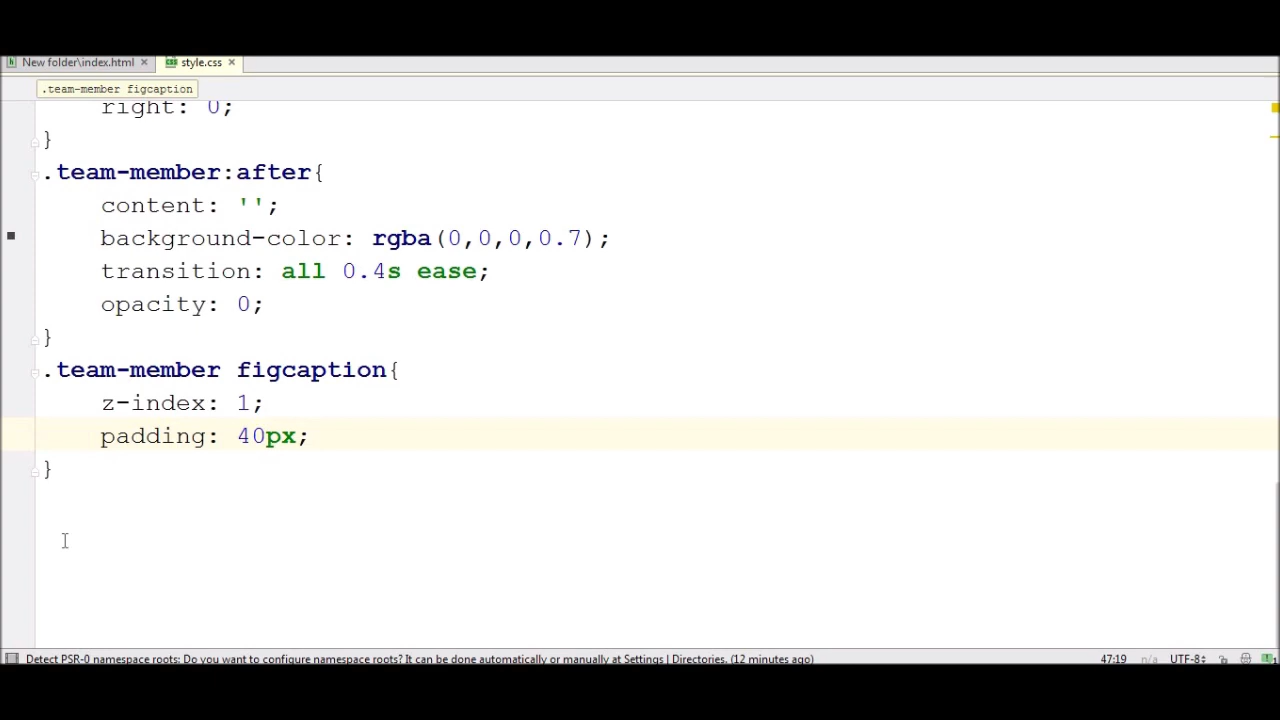 New folder\index.html
style.css
.team-member figcaption
right: 0;
}
.team-member:after{
content: '';
background-color: rgba(0,0,0,0.7);
transition: all 0.4s ease;
opacity: 0;
}
.team-member figcaption{
z-index: 1;
padding: 40px;
}
Detect PSR-0 namespace roots: Do you want to configure namespace roots? It can be done automatically or manually at Settings | Directories. (12 minutes ago)
47:19 n/a UTF-8